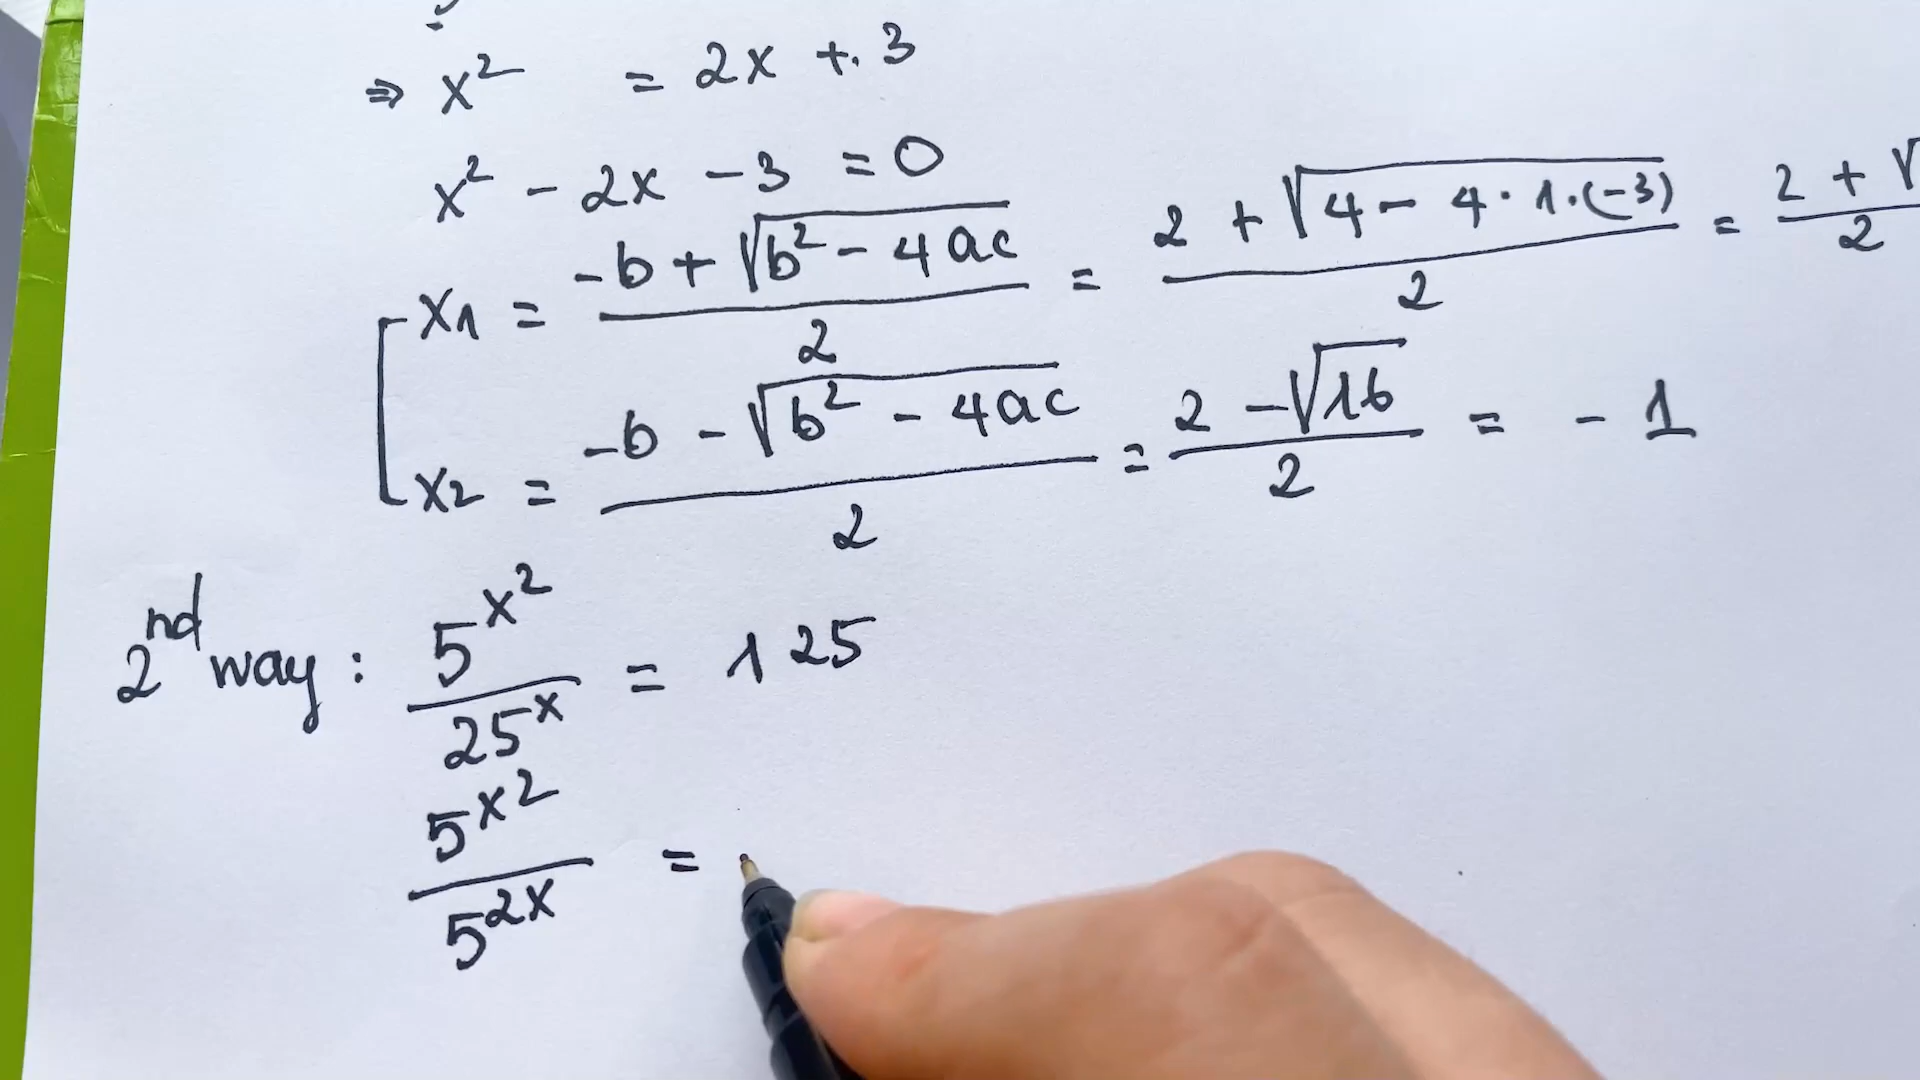 ⇒ x² = 2x + 3
x² - 2x - 3 = 0
x1 = (-b + √(b² - 4ac))/2 = (2 + √(4 - 4·1·(-3)))/2 = (2 + √)/2
x2 = (-b - √(b² - 4ac))/2 = (2 - √16)/2 = - 1
2nd way: 5^x²/25^x = 125
5^x²/5^2x =